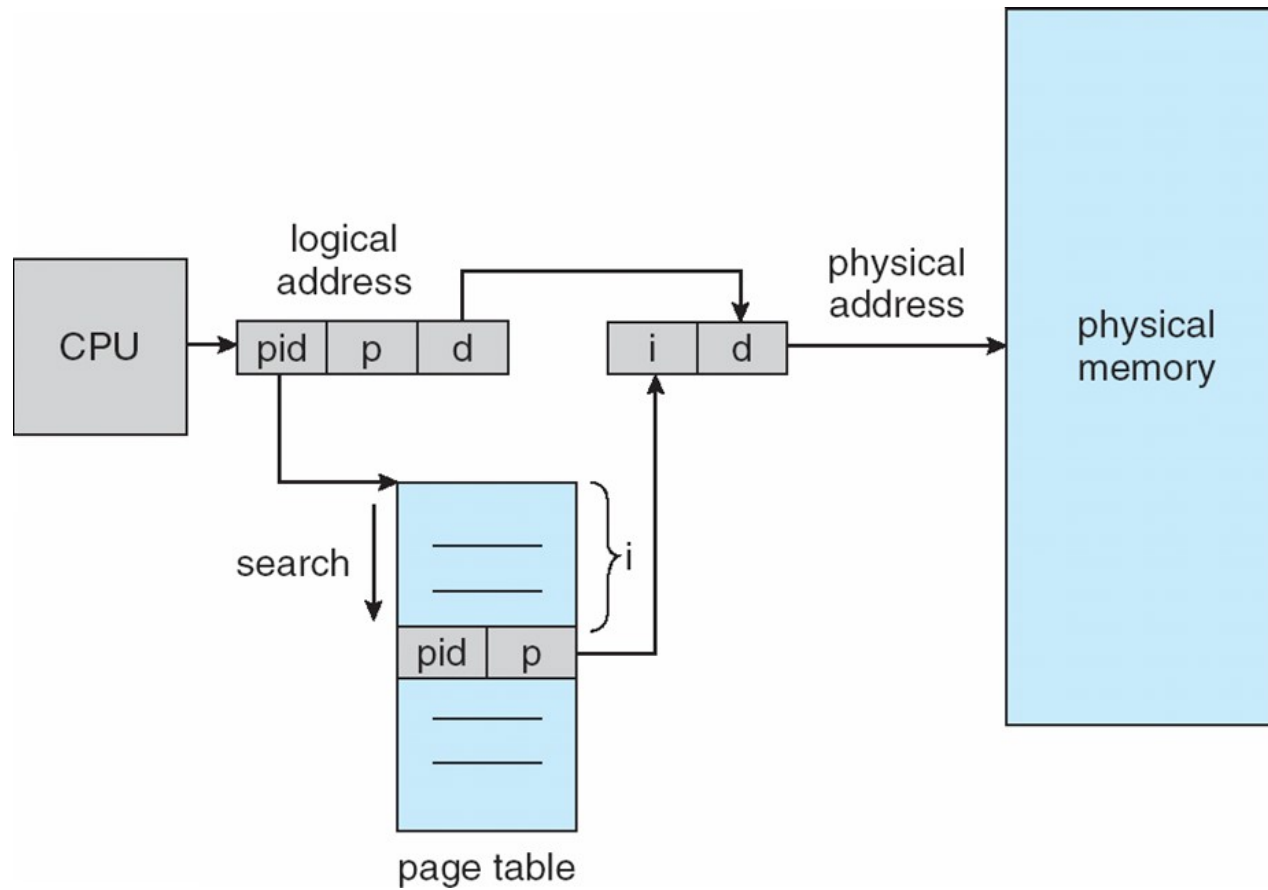 logical
address
physical
address
CPU
pid p d
i d
physical
memory
search
i
pid p
page table